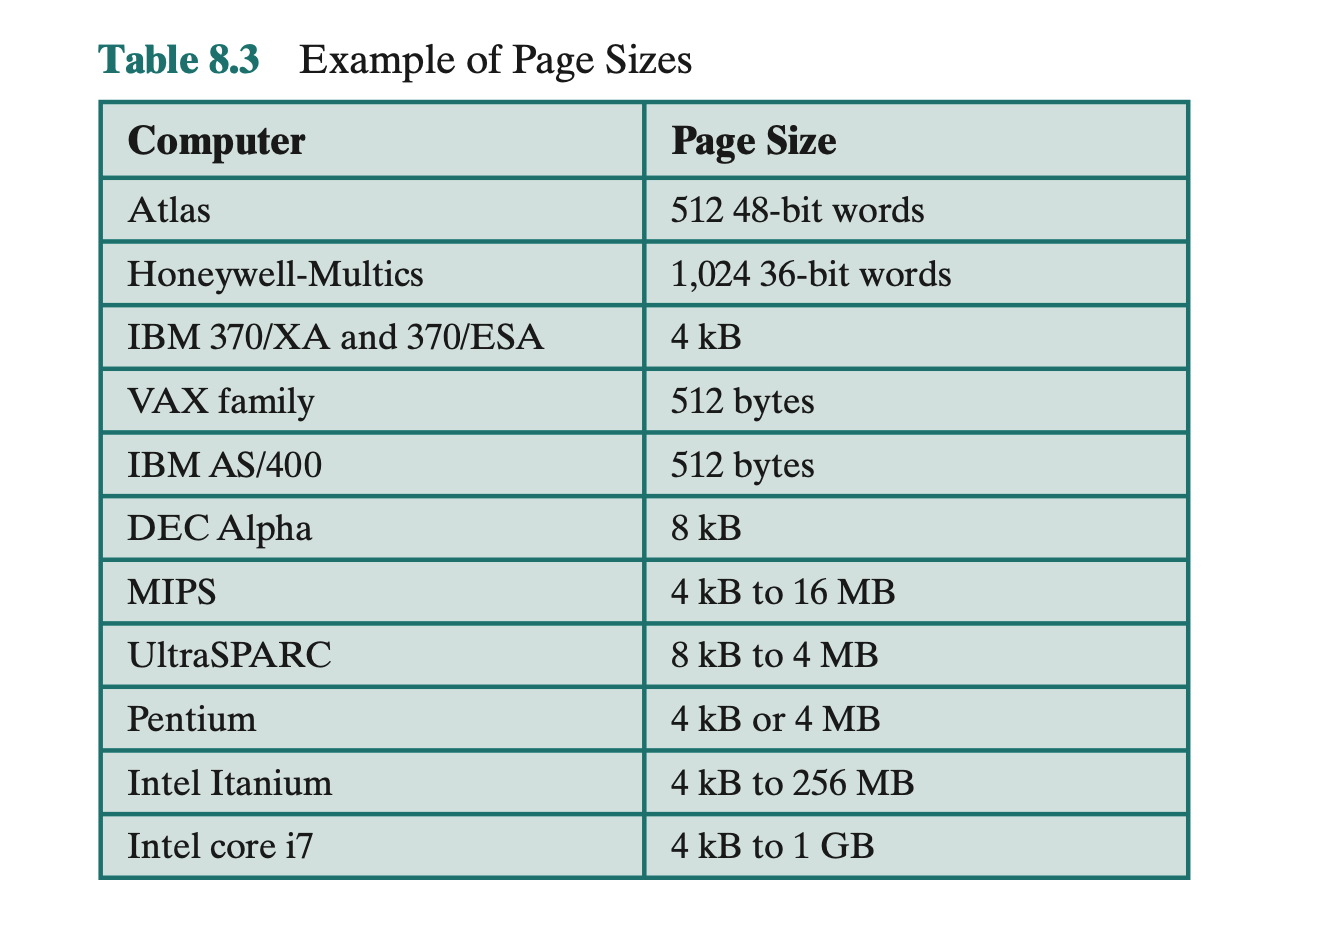 Table 8.3 Example of Page Sizes
Computer Page Size
Atlas 512 48-bit words
Honeywell-Multics 1,024 36-bit words
IBM 370/XA and 370/ESA 4 kB
VAX family 512 bytes
IBM AS/400 512 bytes
DEC Alpha 8 kB
MIPS 4 kB to 16 MB
UltraSPARC 8 kB to 4 MB
Pentium 4 kB or 4 MB
Intel Itanium 4 kB to 256 MB
Intel core i7 4 kB to 1 GB